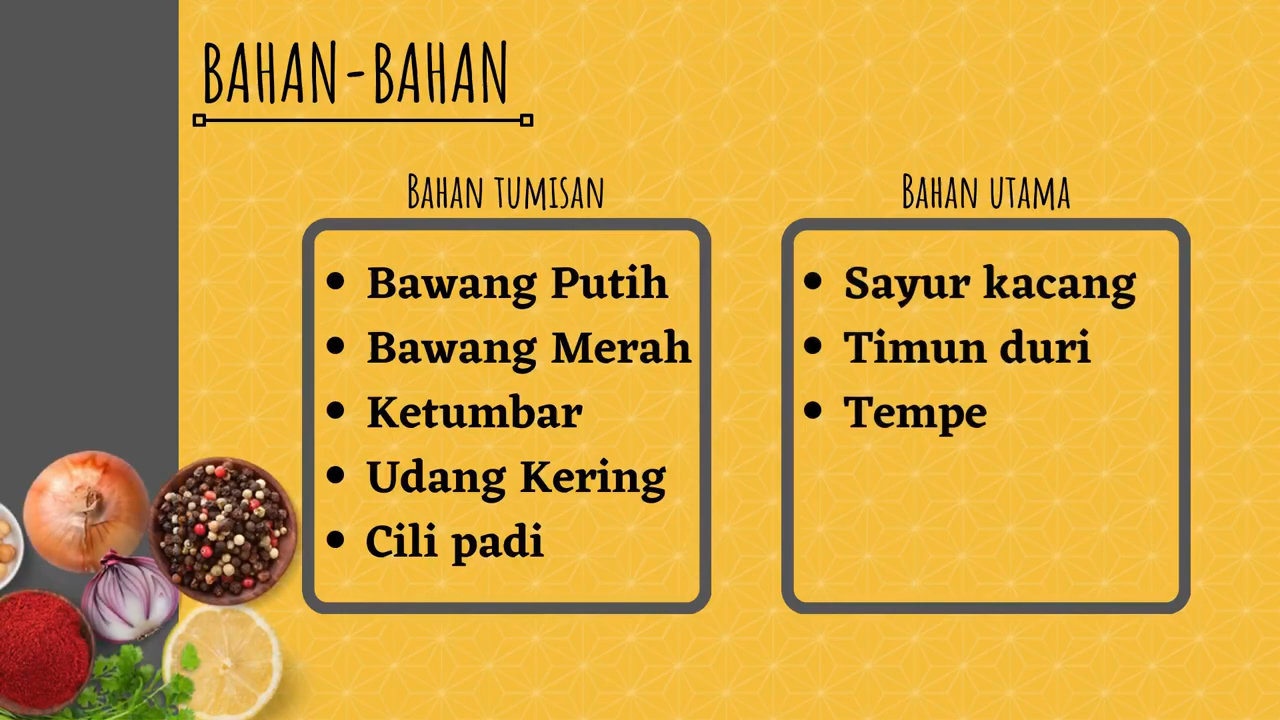 BAHAN-BAHAN
BAHAN TUMISAN
Bawang Putih
Bawang Merah
Ketumbar
Udang Kering
Cili padi
BAHAN UTAMA
Sayur kacang
Timun duri
Tempe